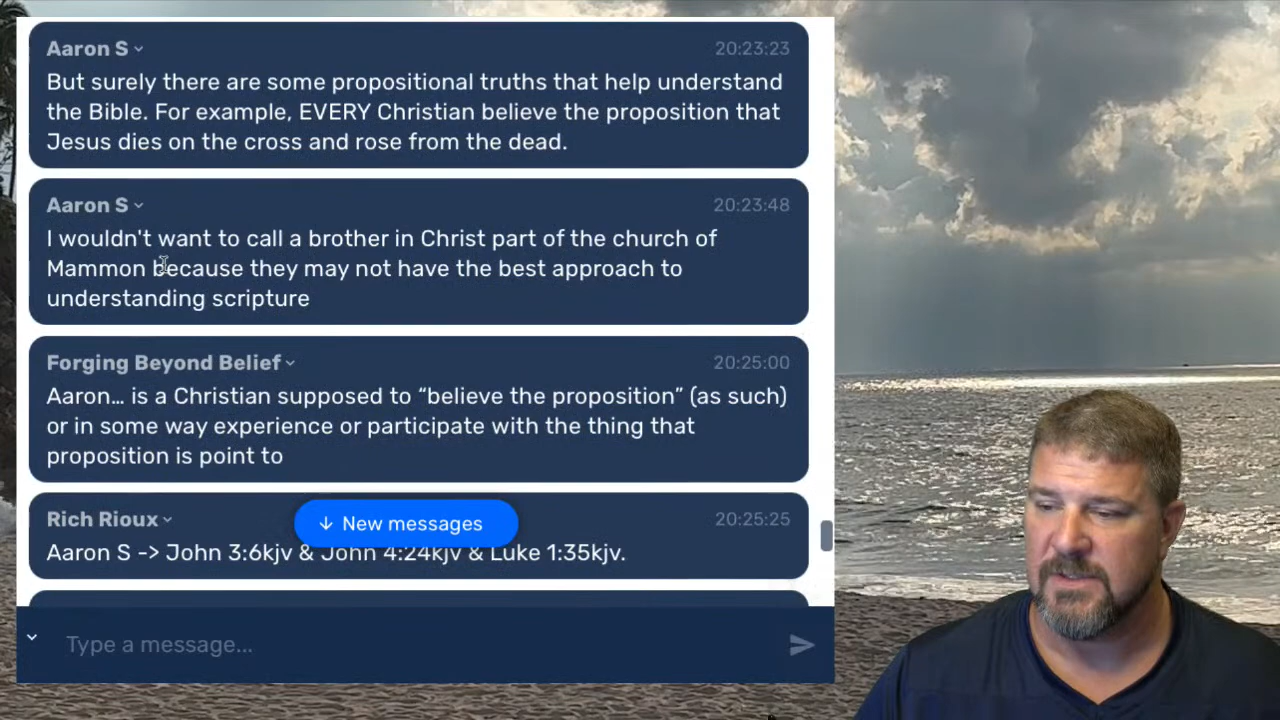 Aaron S 20:23:23
But surely there are some propositional truths that help understand
the Bible. For example, EVERY Christian believe the proposition that
Jesus dies on the cross and rose from the dead.
Aaron S 20:23:48
I wouldn't want to call a brother in Christ part of the church of
Mammon because they may not have the best approach to
understanding scripture
Forging Beyond Belief 20:25:00
Aaron... is a Christian supposed to “believe the proposition” (as such)
or in some way experience or participate with the thing that
proposition is point to
Rich Rioux 20:25:25
↓ New messages
Aaron S -> John 3:6kjv & John 4:24kjv & Luke 1:35kjv.
Type a message...